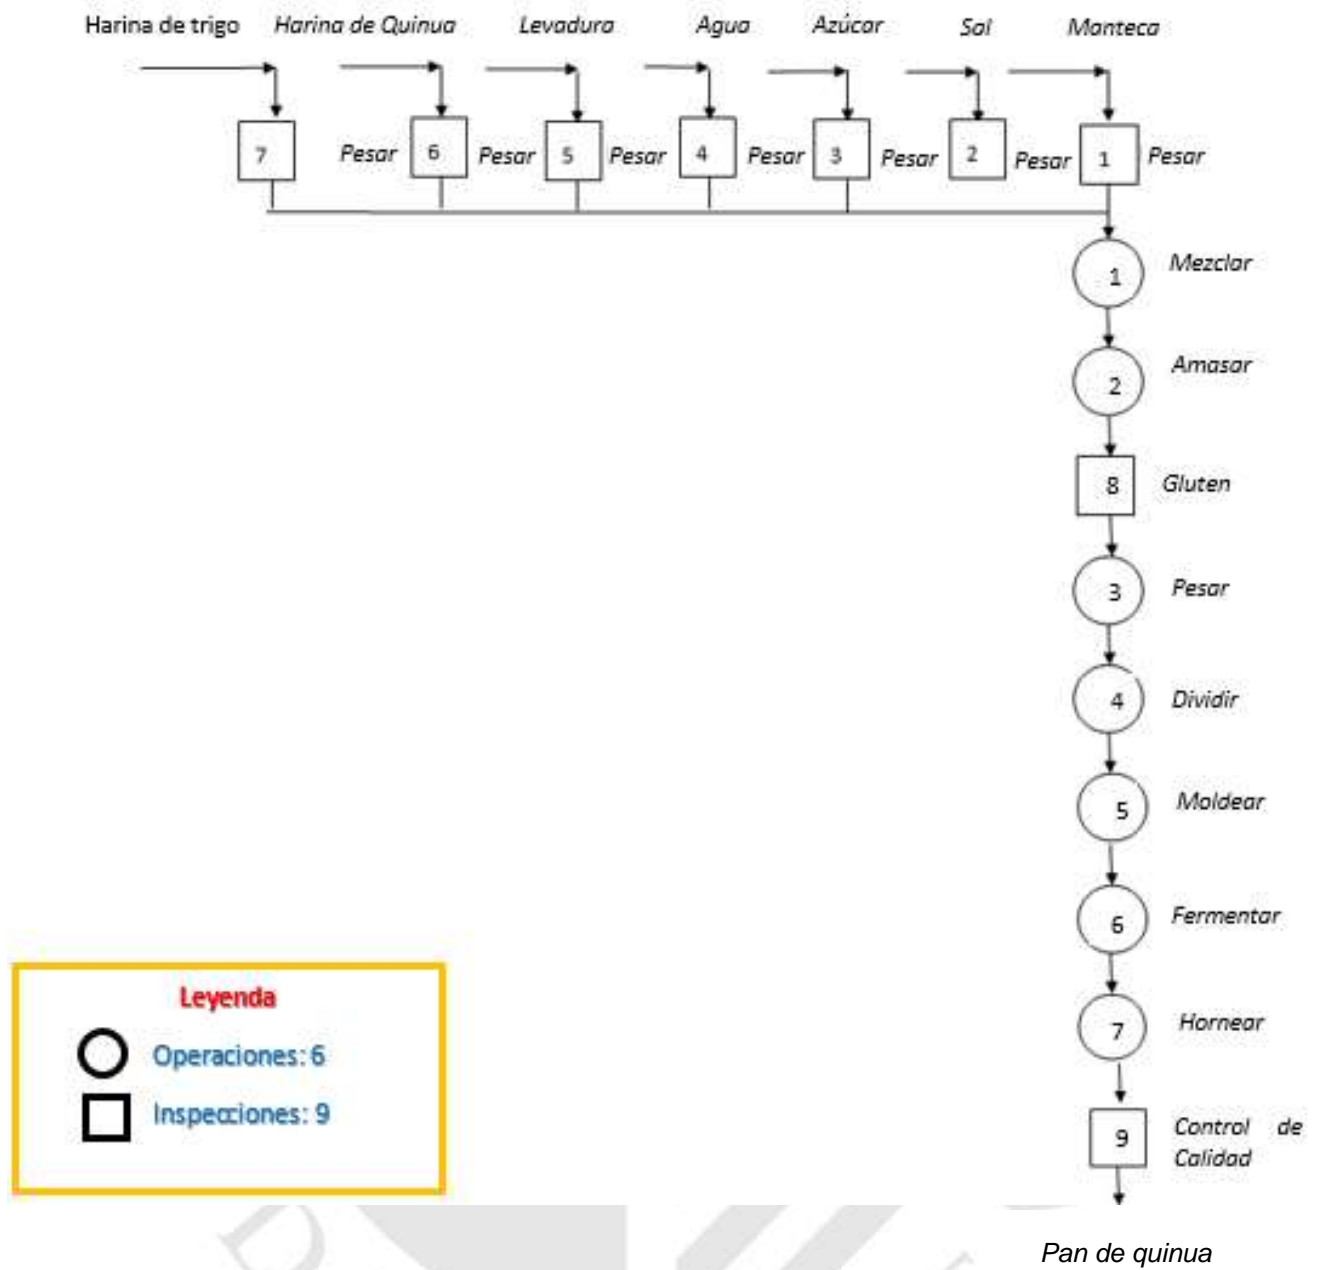 Harina de trigo Harina de Quinua Levadura Agua Azúcar Sal Manteca
7 Pesar 6 Pesar 5 Pesar 4 Pesar 3 Pesar 2 Pesar 1 Pesar
1 Mezclar
2 Amasar
8 Gluten
3 Pesar
4 Dividir
5 Moldear
6 Fermentar
7 Hornear
9 Control de
Calidad
Leyenda
Operaciones: 6
Inspecciones: 9
Pan de quinua